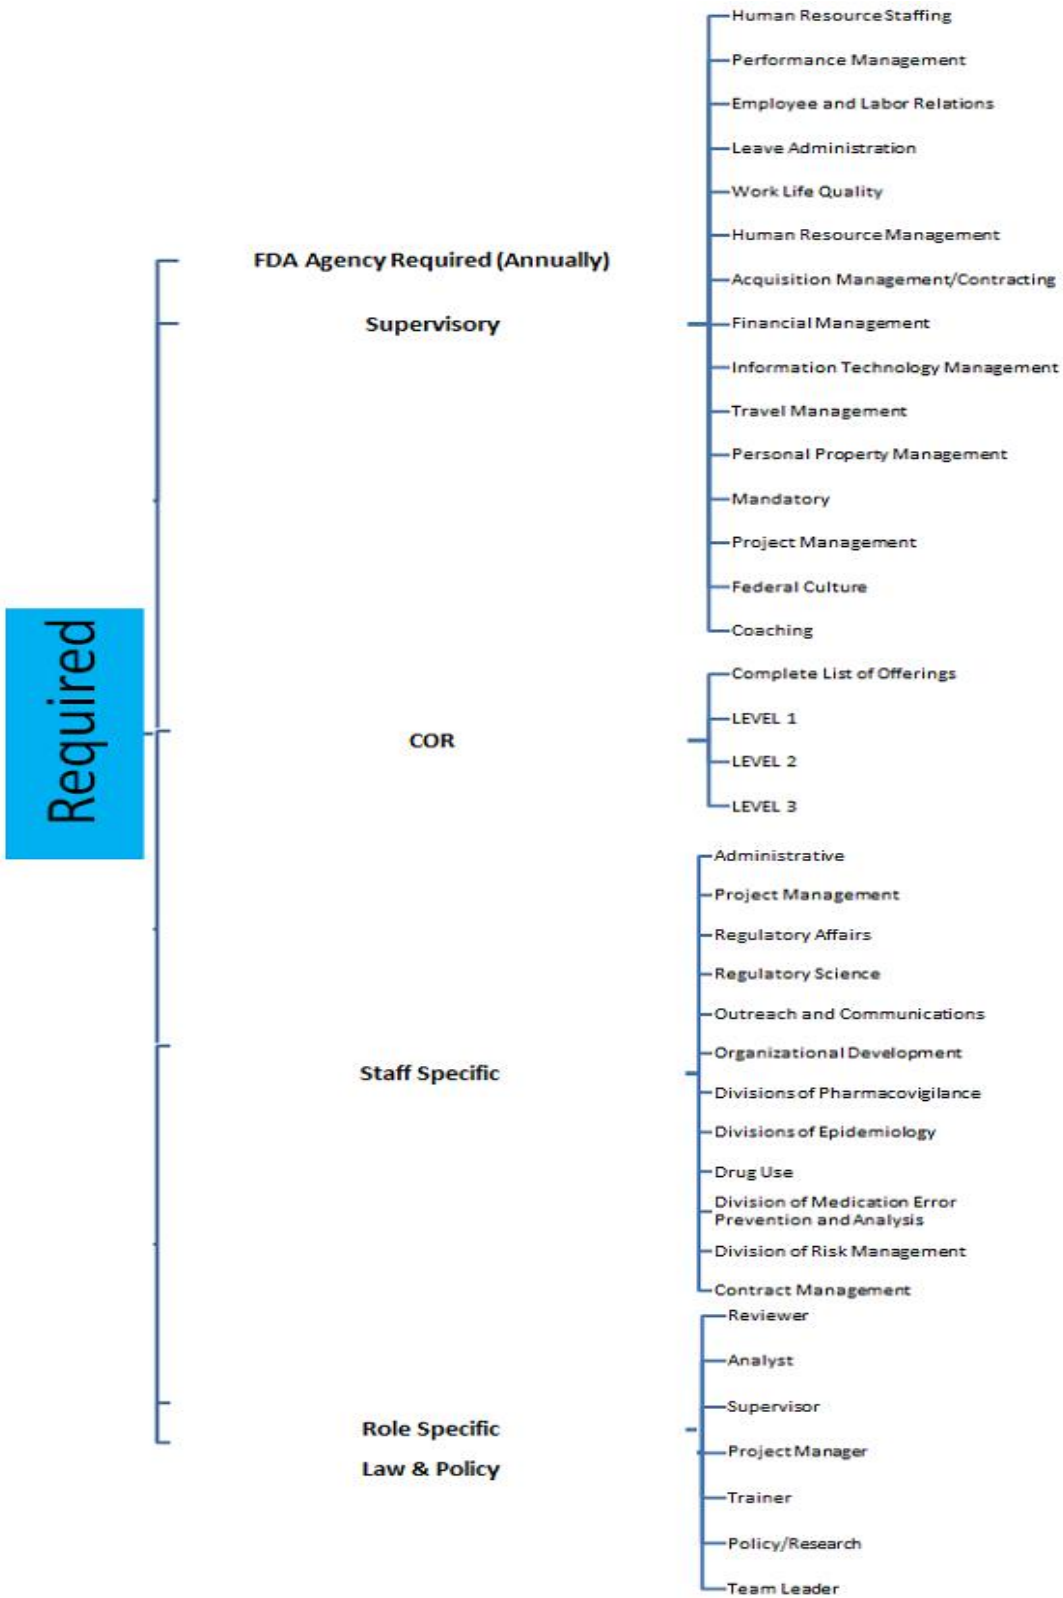 Required
FDA Agency Required (Annually)
Supervisory
Human Resource Staffing
Performance Management
Employee and Labor Relations
Leave Administration
Work Life Quality
Human Resource Management
Acquisition Management/Contracting
Financial Management
Information Technology Management
Travel Management
Personal Property Management
Mandatory
Project Management
Federal Culture
Coaching
COR
Complete List of Offerings
LEVEL 1
LEVEL 2
LEVEL 3
Staff Specific
Administrative
Project Management
Regulatory Affairs
Regulatory Science
Outreach and Communications
Organizational Development
Divisions of Pharmacovigilance
Divisions of Epidemiology
Drug Use
Division of Medication Error
Prevention and Analysis
Division of Risk Management
Contract Management
Role Specific
Reviewer
Analyst
Supervisor
Project Manager
Trainer
Policy/Research
Team Leader
Law & Policy